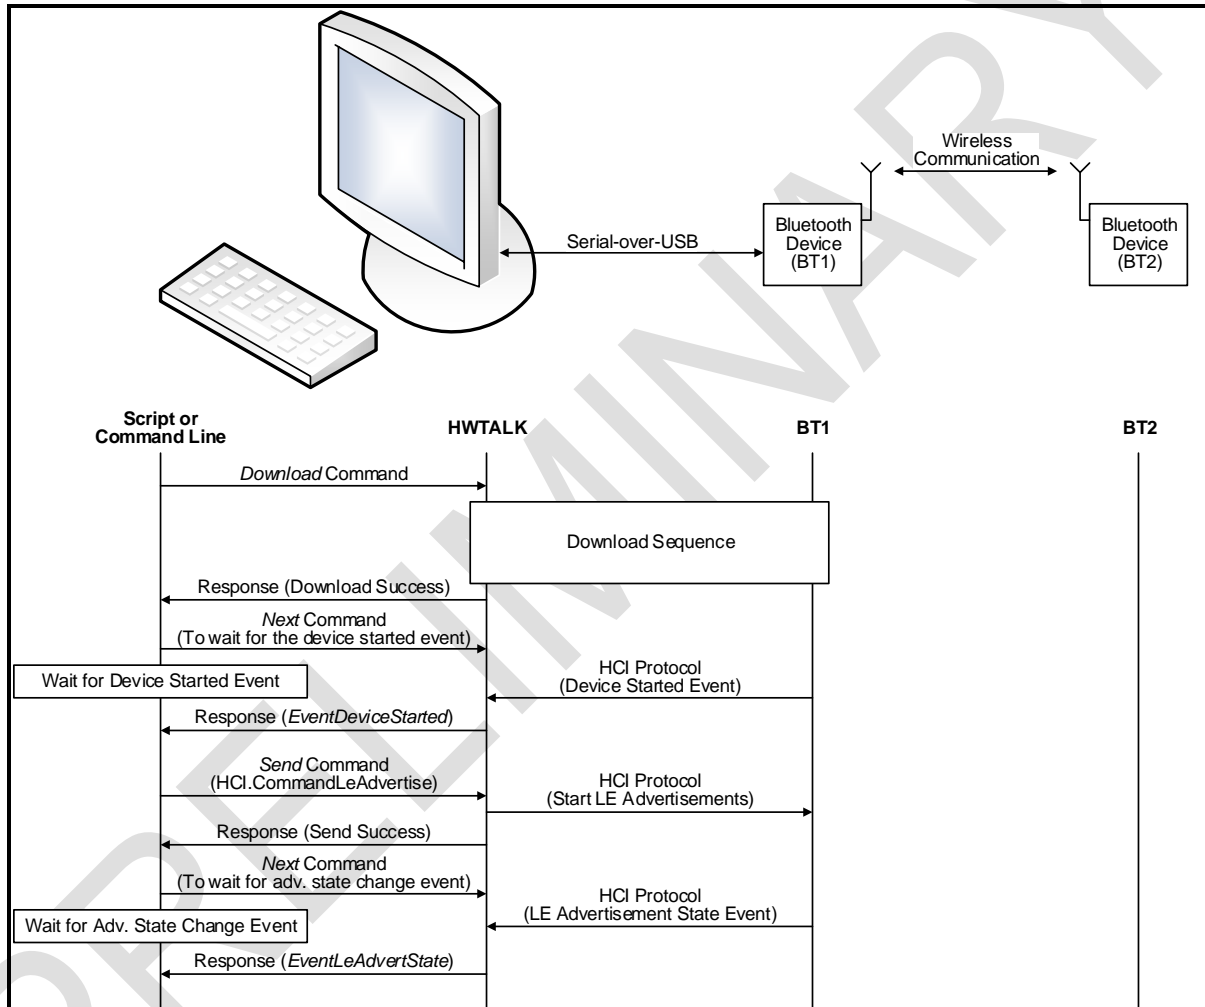 Wireless
Communication
Bluetooth
Device
(BT1)
Bluetooth
Device
(BT2)
Serial-over-USB
Script or
Command Line
HWTALK
BT1
BT2
Download Command
Download Sequence
Response (Download Success)
Next Command
(To wait for the device started event)
Wait for Device Started Event
HCI Protocol
(Device Started Event)
Response (EventDeviceStarted)
Send Command
(HCI.CommandLeAdvertise)
HCI Protocol
(Start LE Advertisements)
Response (Send Success)
Next Command
(To wait for adv. state change event)
Wait for Adv. State Change Event
HCI Protocol
(LE Advertisement State Event)
Response (EventLeAdvertState)
PRELIMINARY